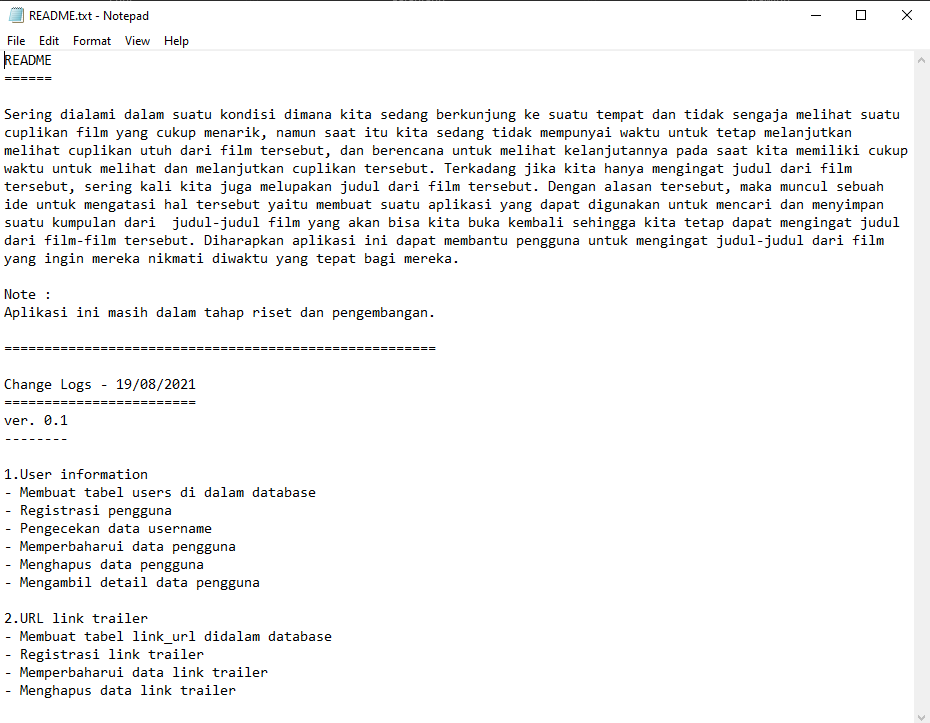 README.txt - Notepad
File Edit Format View Help
README
======
Sering dialami dalam suatu kondisi dimana kita sedang berkunjung ke suatu tempat dan tidak sengaja melihat suatu
cuplikan film yang cukup menarik, namun saat itu kita sedang tidak mempunyai waktu untuk tetap melanjutkan
melihat cuplikan utuh dari film tersebut, dan berencana untuk melihat kelanjutannya pada saat kita memiliki cukup
waktu untuk melihat dan melanjutkan cuplikan tersebut. Terkadang jika kita hanya mengingat judul dari film
tersebut, sering kali kita juga melupakan judul dari film tersebut. Dengan alasan tersebut, maka muncul sebuah
ide untuk mengatasi hal tersebut yaitu membuat suatu aplikasi yang dapat digunakan untuk mencari dan menyimpan
suatu kumpulan dari  judul-judul film yang akan bisa kita buka kembali sehingga kita tetap dapat mengingat judul
dari film-film tersebut. Diharapkan aplikasi ini dapat membantu pengguna untuk mengingat judul-judul dari film
yang ingin mereka nikmati diwaktu yang tepat bagi mereka.
Note :
Aplikasi ini masih dalam tahap riset dan pengembangan.
======================================================
Change Logs - 19/08/2021
========================
ver. 0.1
--------
1.User information
- Membuat tabel users di dalam database
- Registrasi pengguna
- Pengecekan data username
- Memperbaharui data pengguna
- Menghapus data pengguna
- Mengambil detail data pengguna
2.URL link trailer
- Membuat tabel link_url didalam database
- Registrasi link trailer
- Memperbaharui data link trailer
- Menghapus data link trailer